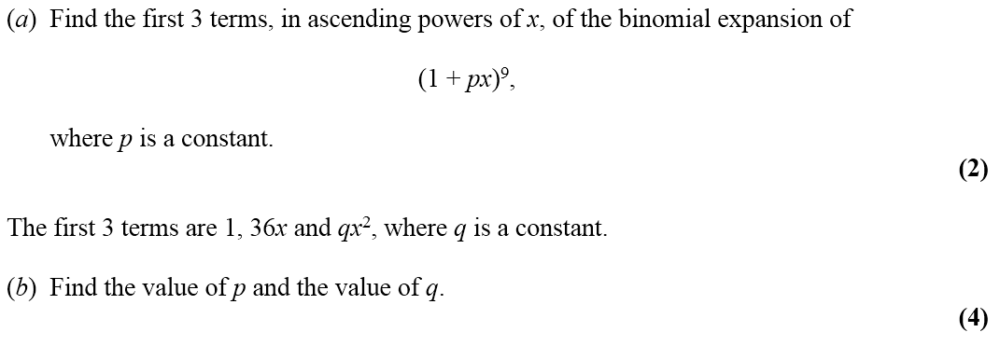 (a) Find the first 3 terms, in ascending powers of x, of the binomial expansion of
(1 + px)⁹,
where p is a constant.
(2)
The first 3 terms are 1, 36x and qx², where q is a constant.
(b) Find the value of p and the value of q.
(4)